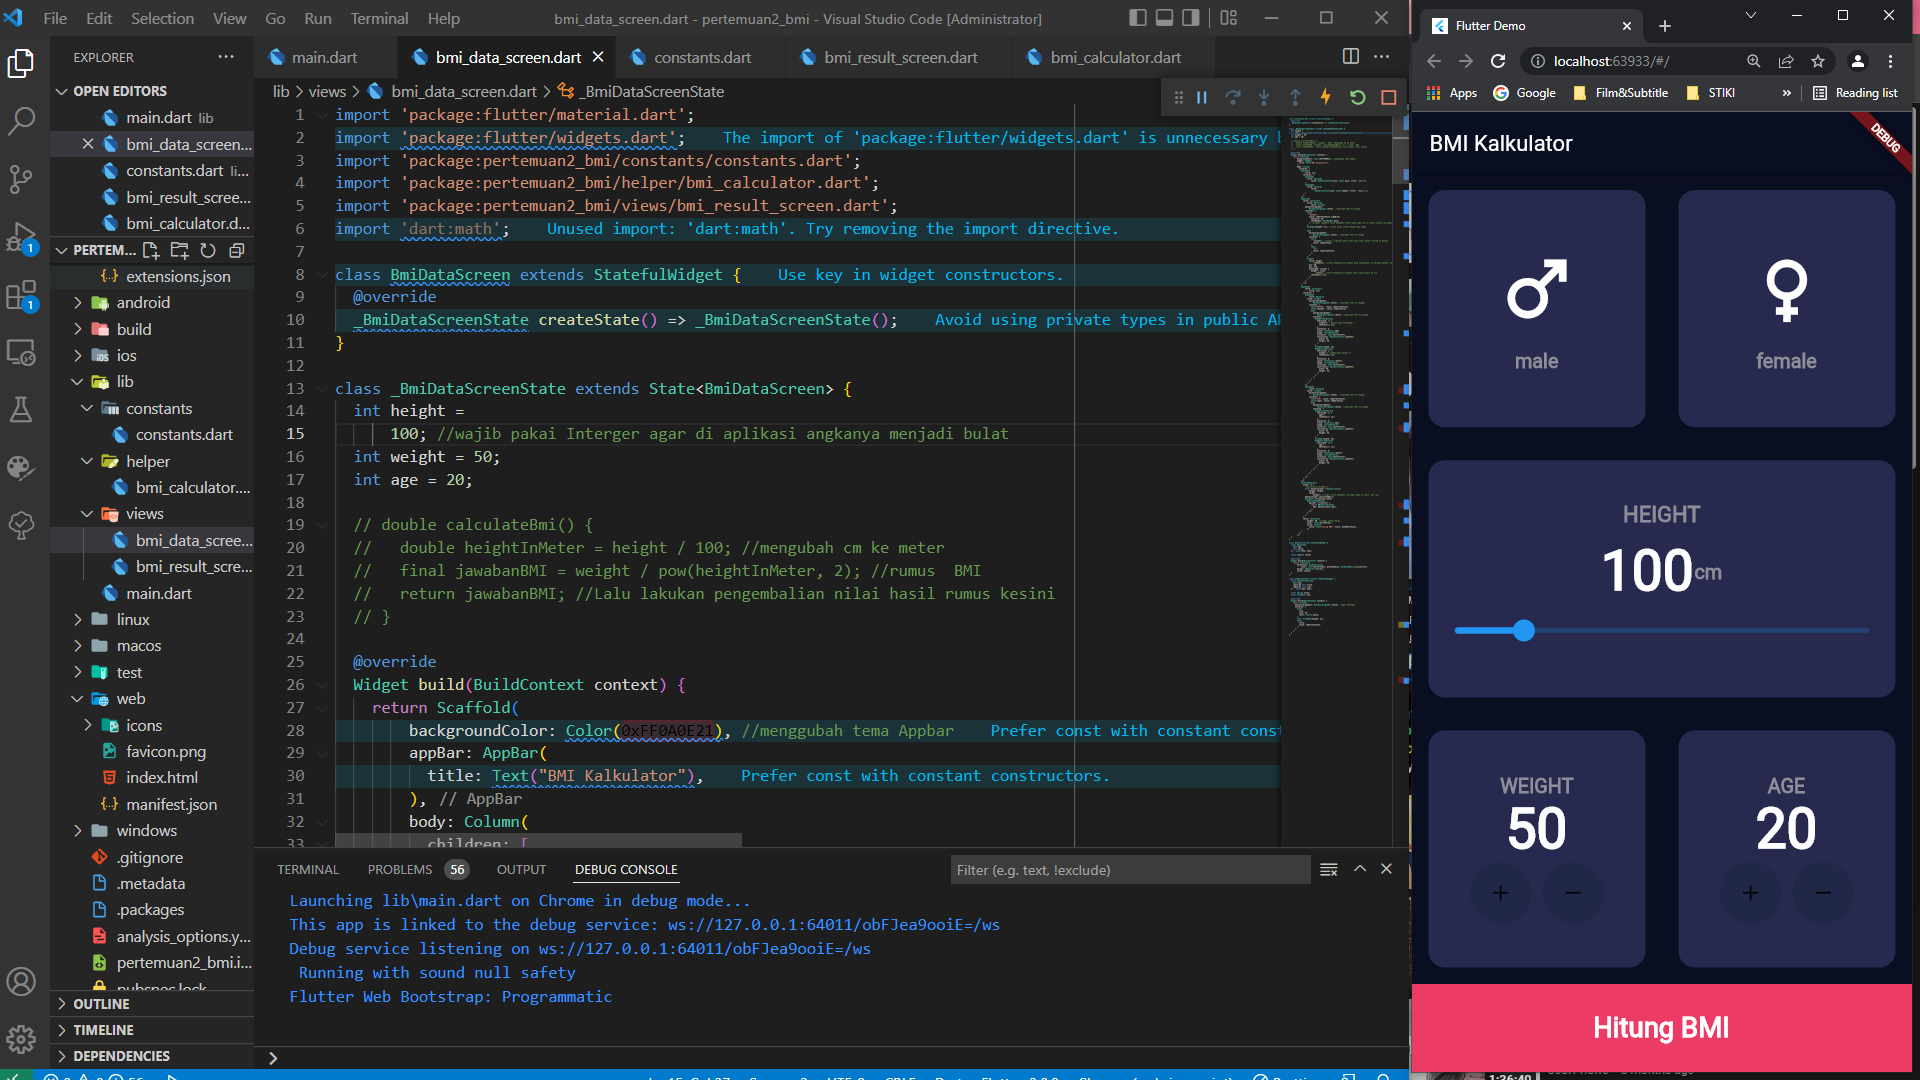 File Edit Selection View Go Run Terminal Help
bmi_data_screen.dart - pertemuan2_bmi - Visual Studio Code [Administrator]
EXPLORER
OPEN EDITORS
main.dart lib
bmi_data_screen...
constants.dart li...
bmi_result_scree...
bmi_calculator.d...
PERTEM...
extensions.json
android
build
ios
lib
constants
constants.dart
helper
bmi_calculator....
views
bmi_data_scree...
bmi_result_scre...
main.dart
linux
macos
test
web
icons
favicon.png
index.html
manifest.json
windows
.gitignore
.metadata
.packages
analysis_options.y...
pertemuan2_bmi.i...
pubspec.lock
OUTLINE
TIMELINE
DEPENDENCIES
1
1
main.dart bmi_data_screen.dart constants.dart bmi_result_screen.dart bmi_calculator.dart
lib > views > bmi_data_screen.dart > _BmiDataScreenState
1 import 'package:flutter/material.dart';
2 import 'package:flutter/widgets.dart'; The import of 'package:flutter/widgets.dart' is unnecessary b
3 import 'package:pertemuan2_bmi/constants/constants.dart';
4 import 'package:pertemuan2_bmi/helper/bmi_calculator.dart';
5 import 'package:pertemuan2_bmi/views/bmi_result_screen.dart';
6 import 'dart:math'; Unused import: 'dart:math'. Try removing the import directive.
7
8 class BmiDataScreen extends StatefulWidget { Use key in widget constructors.
9 @override
10 _BmiDataScreenState createState() => _BmiDataScreenState(); Avoid using private types in public AP
11 }
12
13 class _BmiDataScreenState extends State<BmiDataScreen> {
14 int height =
15 100; //wajib pakai Interger agar di aplikasi angkanya menjadi bulat
16 int weight = 50;
17 int age = 20;
18
19 // double calculateBmi() {
20 // double heightInMeter = height / 100; //mengubah cm ke meter
21 // final jawabanBMI = weight / pow(heightInMeter, 2); //rumus BMI
22 // return jawabanBMI; //Lalu lakukan pengembalian nilai hasil rumus kesini
23 // }
24
25 @override
26 Widget build(BuildContext context) {
27 return Scaffold(
28 backgroundColor: Color(0xFF0A0E21), //menggubah tema Appbar Prefer const with constant const
29 appBar: AppBar(
30 title: Text("BMI Kalkulator"), Prefer const with constant constructors.
31 ), // AppBar
32 body: Column(
33 children: [
TERMINAL PROBLEMS 56 OUTPUT DEBUG CONSOLE
Filter (e.g. text, !exclude)
Launching lib\main.dart on Chrome in debug mode...
This app is linked to the debug service: ws://127.0.0.1:64011/obFJea9ooiE=/ws
Debug service listening on ws://127.0.0.1:64011/obFJea9ooiE=/ws
Running with sound null safety
Flutter Web Bootstrap: Programmatic
Flutter Demo
localhost:63933/#/
Apps Google Film&Subtitle STIKI » Reading list
BMI Kalkulator
DEBUG
male
female
HEIGHT
100cm
WEIGHT
50
+ −
AGE
20
+ −
Hitung BMI